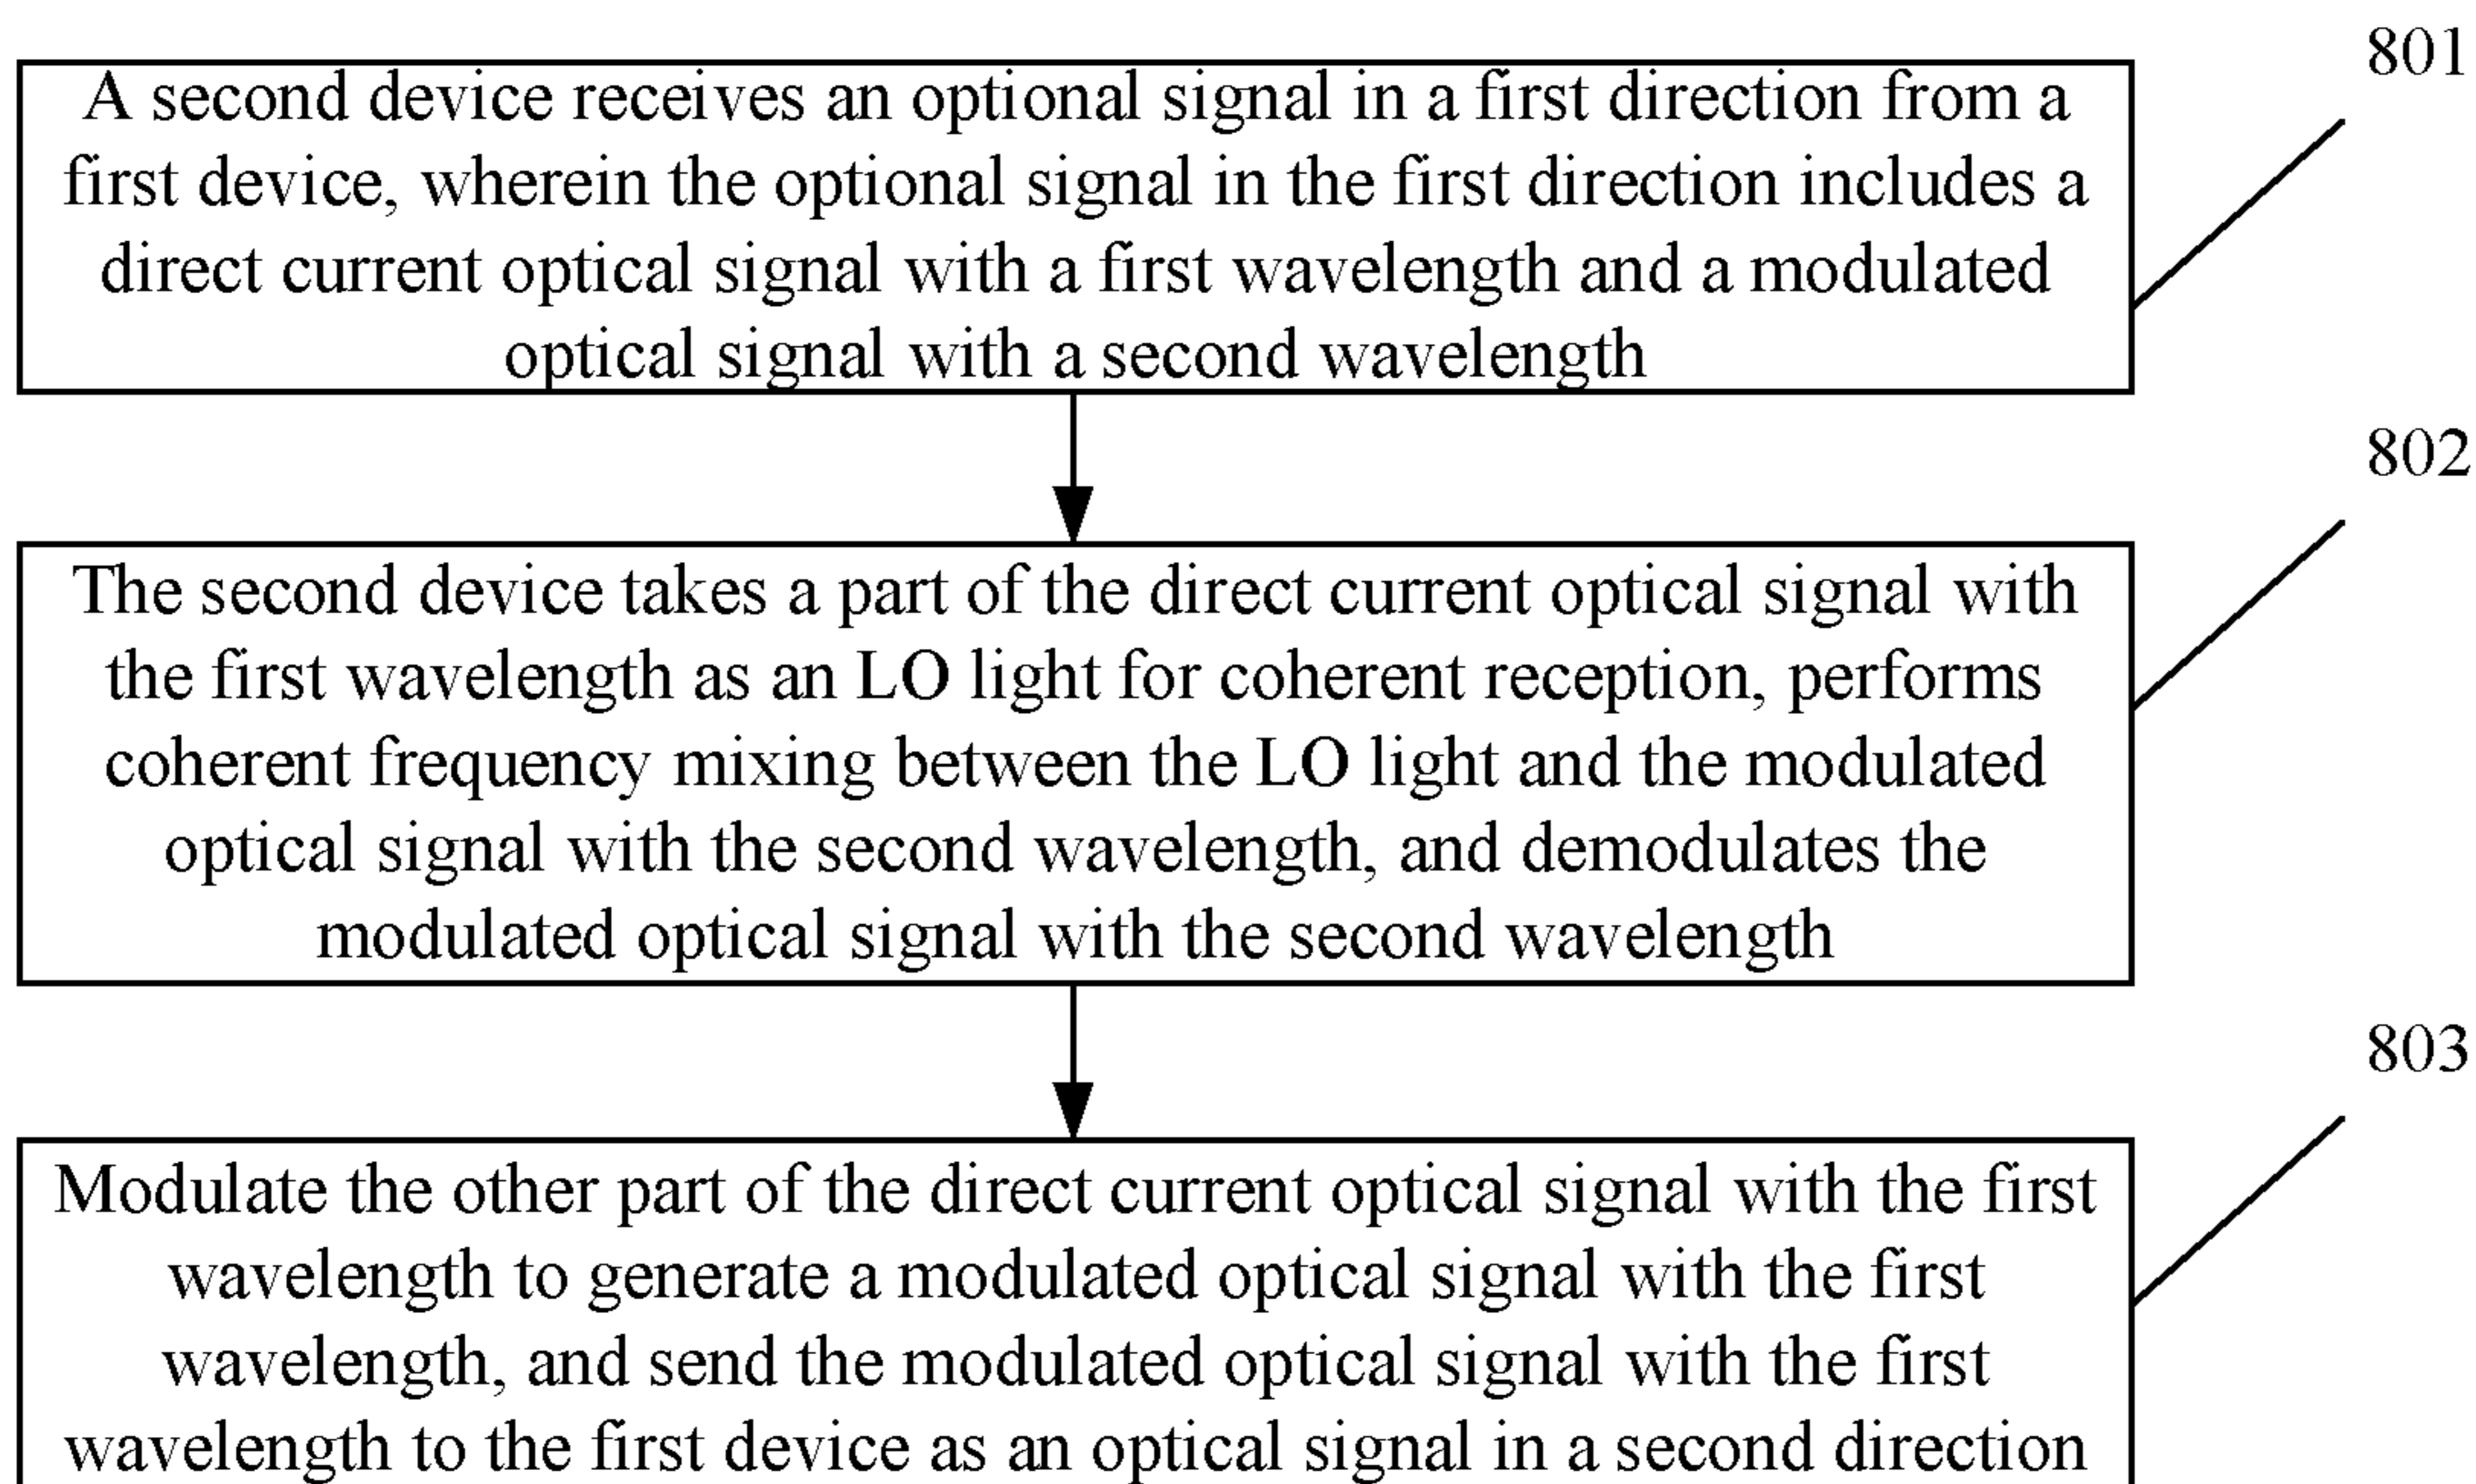 801
A second device receives an optional signal in a first direction from a
first device, wherein the optional signal in the first direction includes a
direct current optical signal with a first wavelength and a modulated
optical signal with a second wavelength
802
The second device takes a part of the direct current optical signal with
the first wavelength as an LO light for coherent reception, performs
coherent frequency mixing between the LO light and the modulated
optical signal with the second wavelength, and demodulates the
modulated optical signal with the second wavelength
803
Modulate the other part of the direct current optical signal with the first
wavelength to generate a modulated optical signal with the first
wavelength, and send the modulated optical signal with the first
wavelength to the first device as an optical signal in a second direction